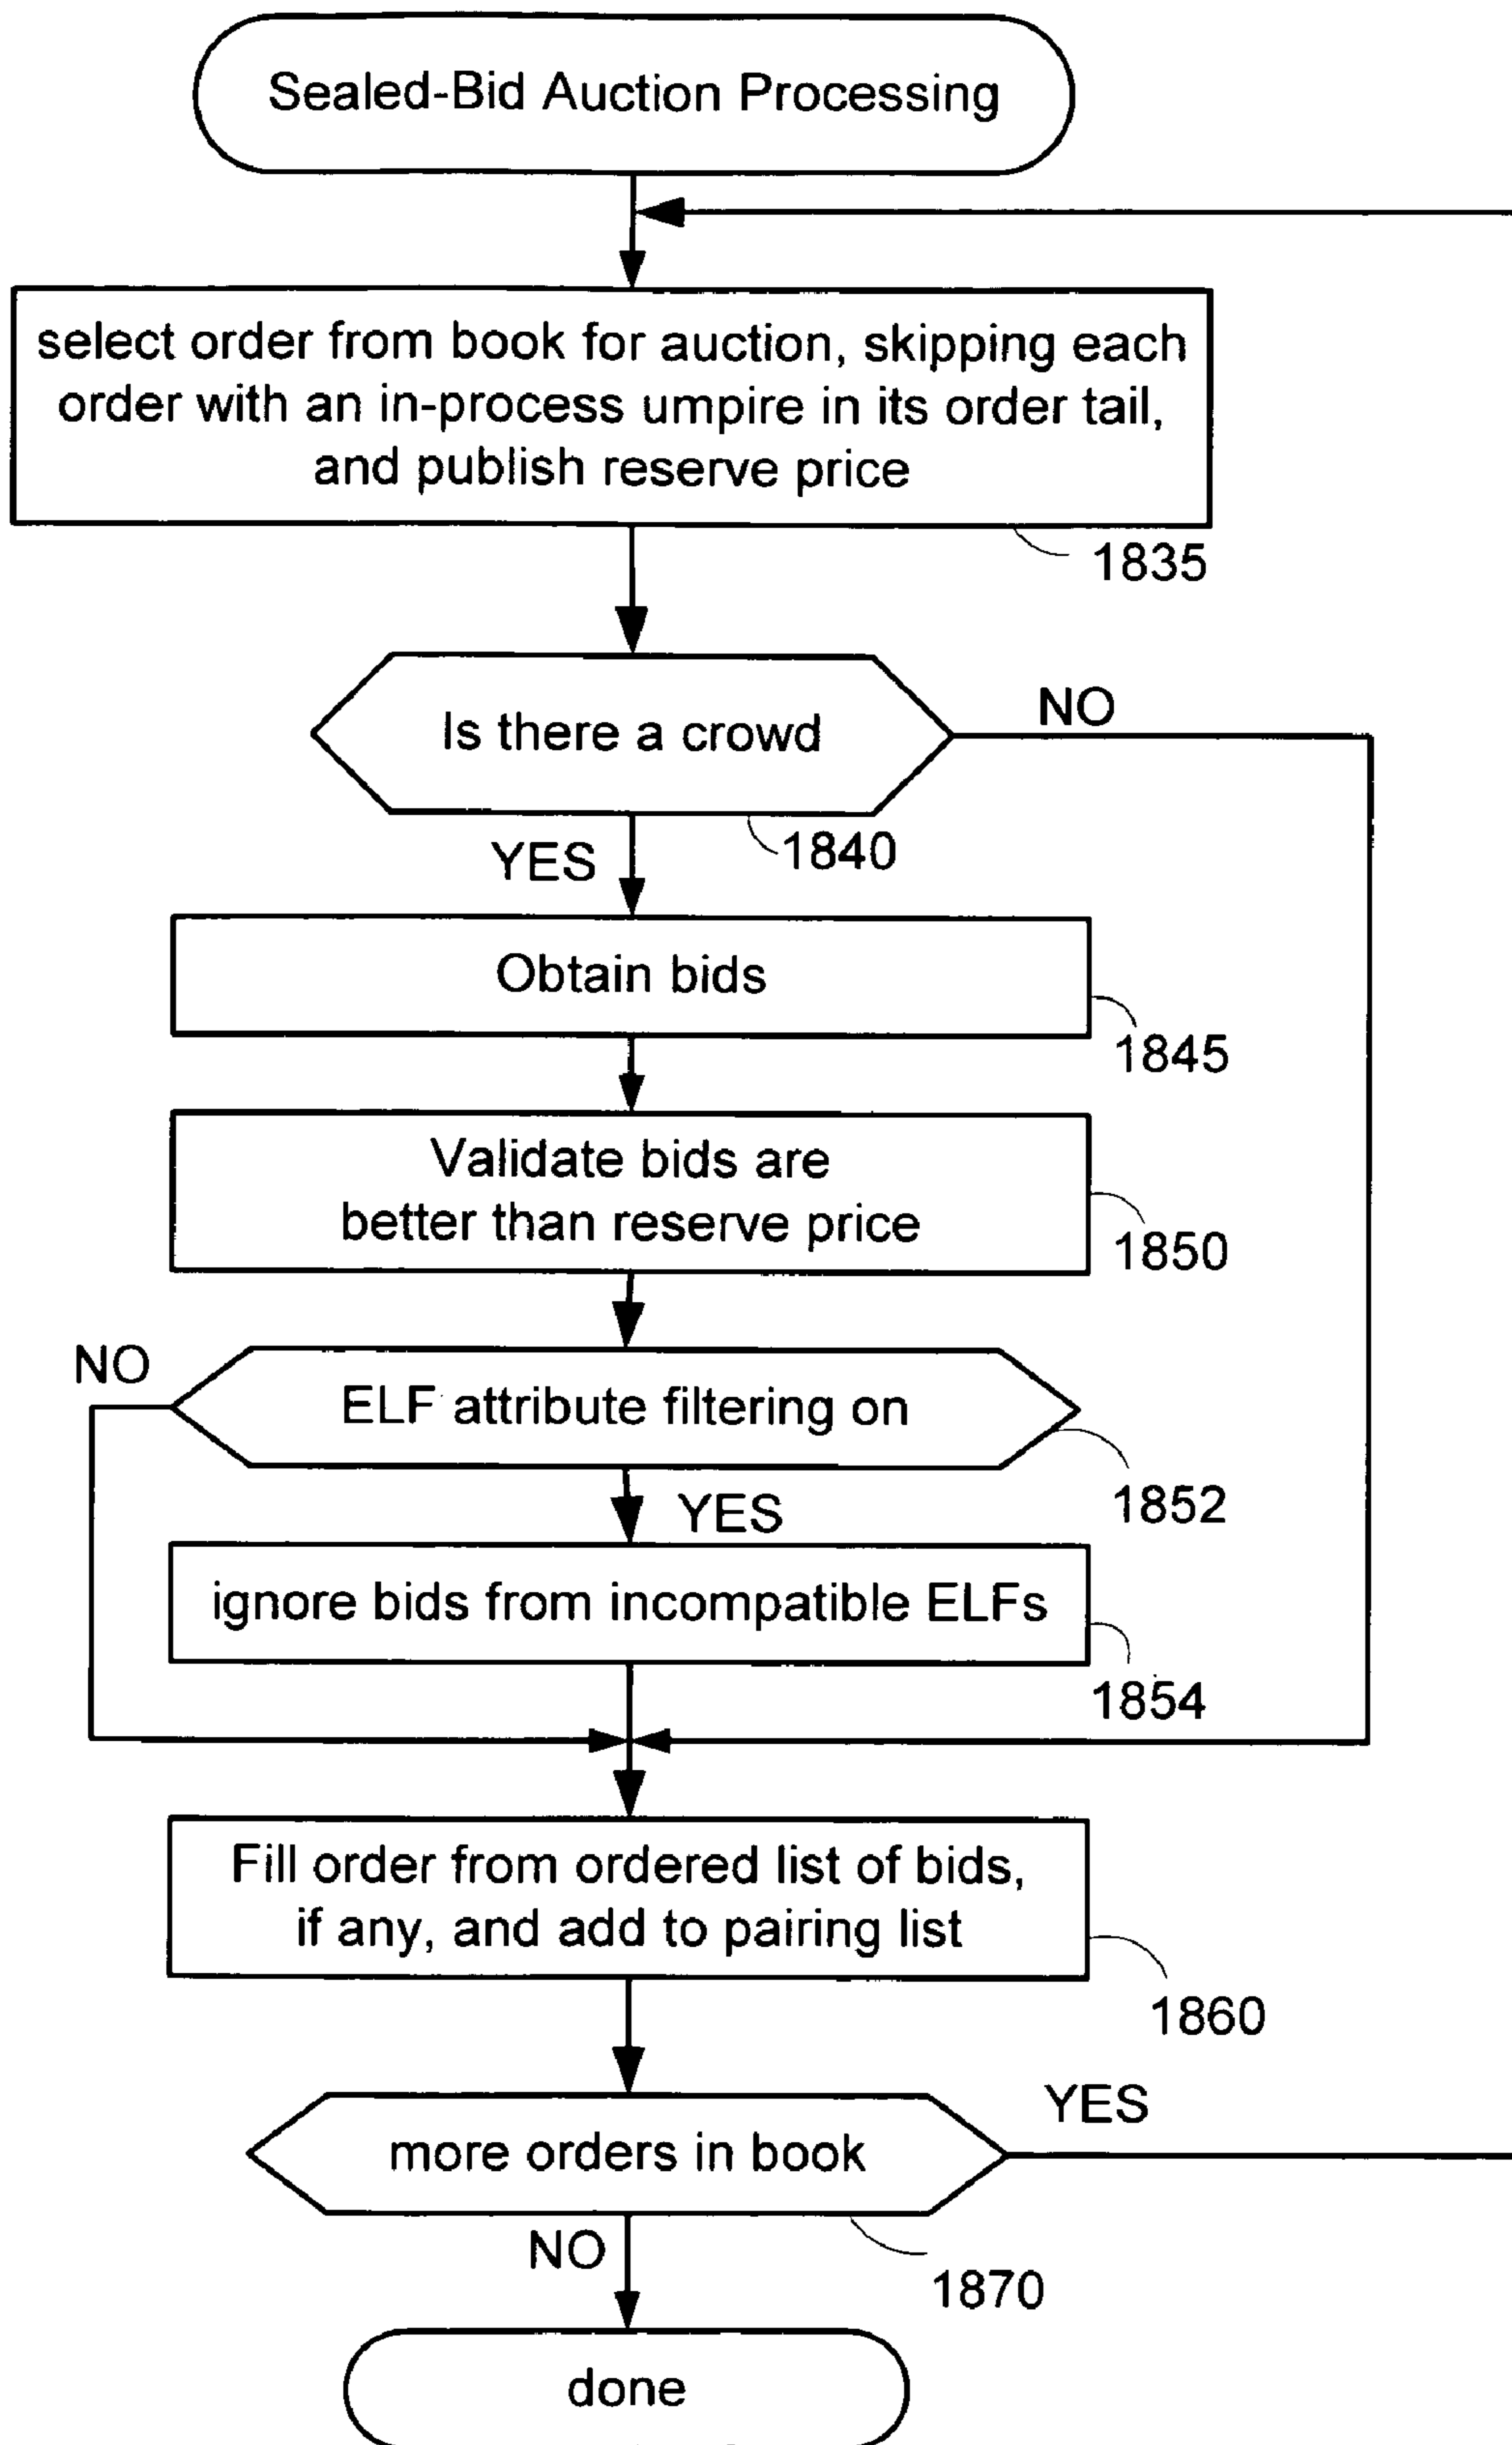 Sealed-Bid Auction Processing
select order from book for auction, skipping each
order with an in-process umpire in its order tail,
and publish reserve price
1835
Is there a crowd
NO
YES
1840
Obtain bids
1845
Validate bids are
better than reserve price
1850
NO
ELF attribute filtering on
1852
YES
ignore bids from incompatible ELFs
1854
Fill order from ordered list of bids,
if any, and add to pairing list
1860
YES
more orders in book
NO
1870
done